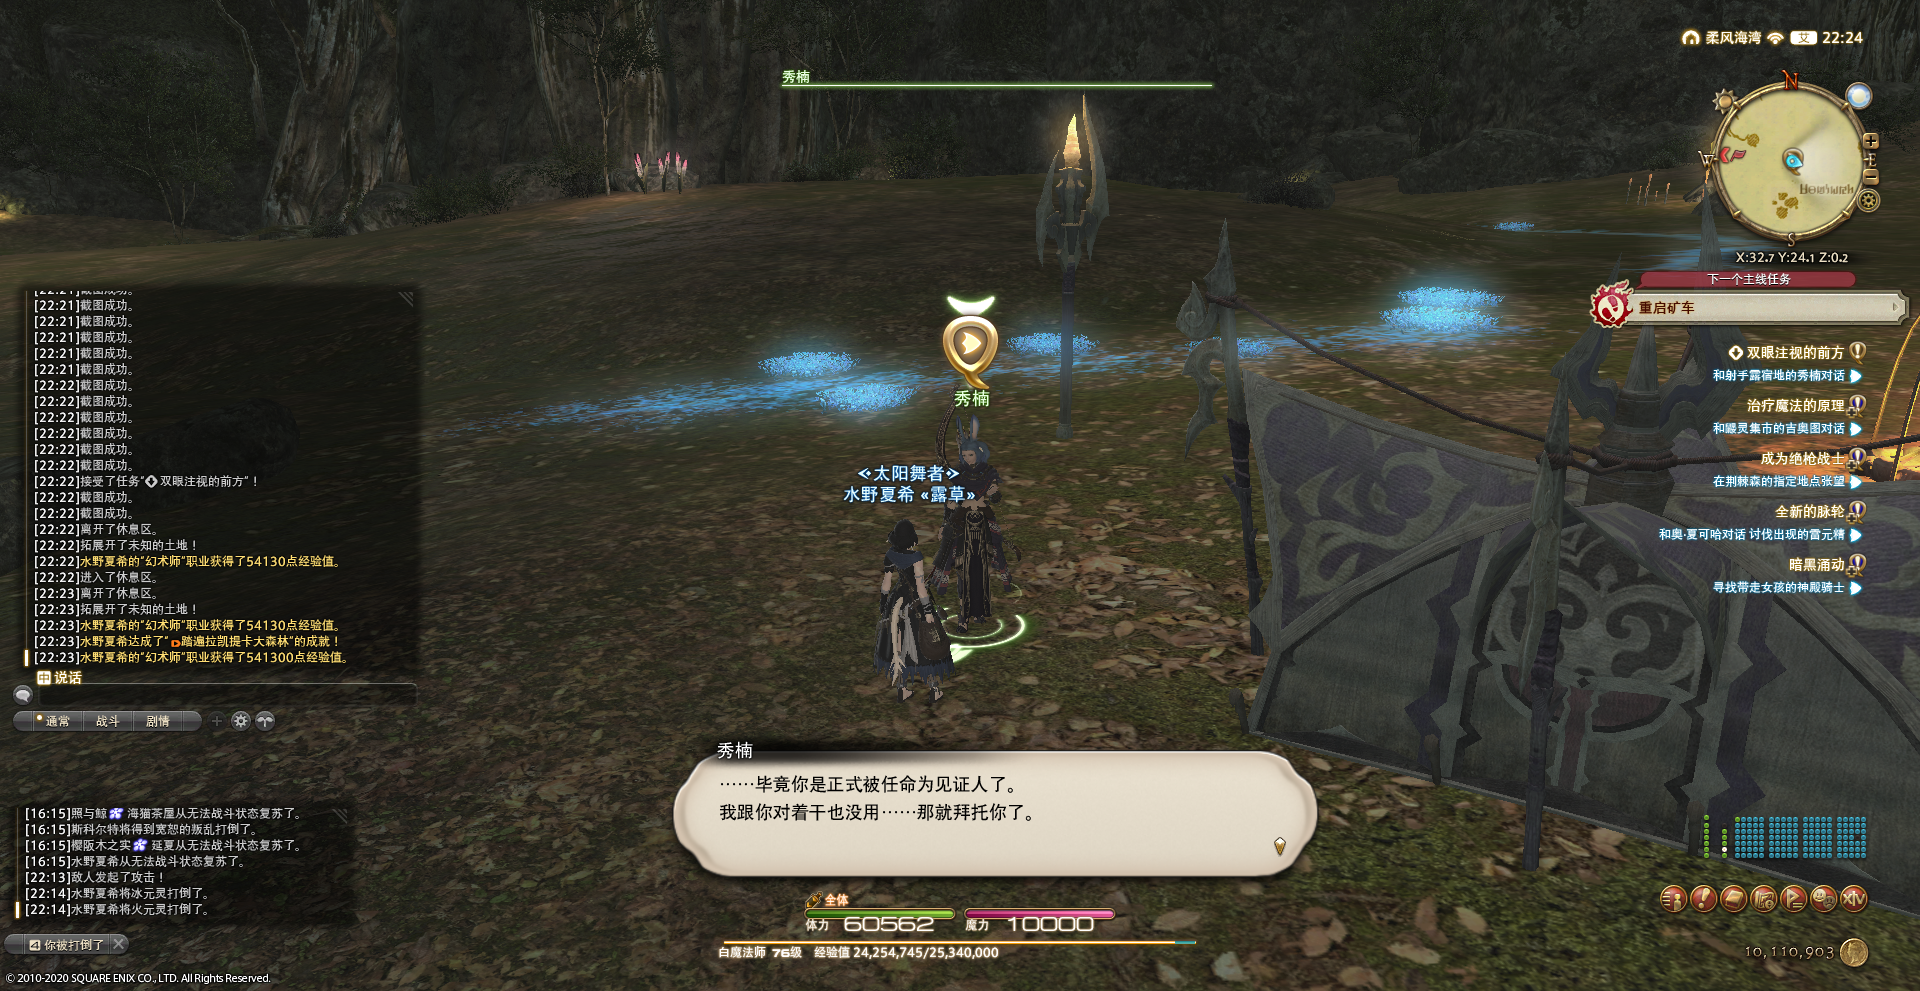 柔风海湾 艾 22:24
秀楠
N
W
E
S
X:32.7 Y:24.1 Z:0.2
下一个主线任务
重启矿车
双眼注视的前方
和射手露宿地的秀楠对话
治疗魔法的原理
和鼹灵集市的吉奥图对话
成为绝枪战士
在荆棘森的指定地点张望
全新的脉轮
和奥·夏可哈对话 讨伐出现的雷元精
暗黑涌动
寻找带走女孩的神殿骑士
秀楠
«太阳舞者»
水野夏希 «露草»
[22:21]截图成功。
[22:21]截图成功。
[22:21]截图成功。
[22:21]截图成功。
[22:21]截图成功。
[22:21]截图成功。
[22:22]截图成功。
[22:22]截图成功。
[22:22]截图成功。
[22:22]截图成功。
[22:22]截图成功。
[22:22]截图成功。
[22:22]接受了任务“双眼注视的前方”！
[22:22]截图成功。
[22:22]截图成功。
[22:22]离开了休息区。
[22:22]拓展开了未知的土地！
[22:22]水野夏希的“幻术师”职业获得了54130点经验值。
[22:22]进入了休息区。
[22:23]离开了休息区。
[22:23]拓展开了未知的土地！
[22:23]水野夏希的“幻术师”职业获得了54130点经验值。
[22:23]水野夏希达成了“踏遍拉凯提卡大森林”的成就！
[22:23]水野夏希的“幻术师”职业获得了541300点经验值。
中 说话
通常 战斗 剧情
秀楠
……毕竟你是正式被任命为见证人了。
我跟你对着干也没用……那就拜托你了。
[16:15]照与鲸 海猫茶屋从无法战斗状态复苏了。
[16:15]斯科尔特将得到宽恕的叛乱打倒了。
[16:15]樱阪木之实 延夏从无法战斗状态复苏了。
[16:15]水野夏希从无法战斗状态复苏了。
[22:13]敌人发起了攻击！
[22:14]水野夏希将冰元灵打倒了。
[22:14]水野夏希将火元灵打倒了。
4 你被打倒了
全体
体力 60562 魔力 10000
白魔法师 76级 经验值 24,254,745/25,340,000
XIV
10,110,903
© 2010-2020 SQUARE ENIX CO., LTD. All Rights Reserved.